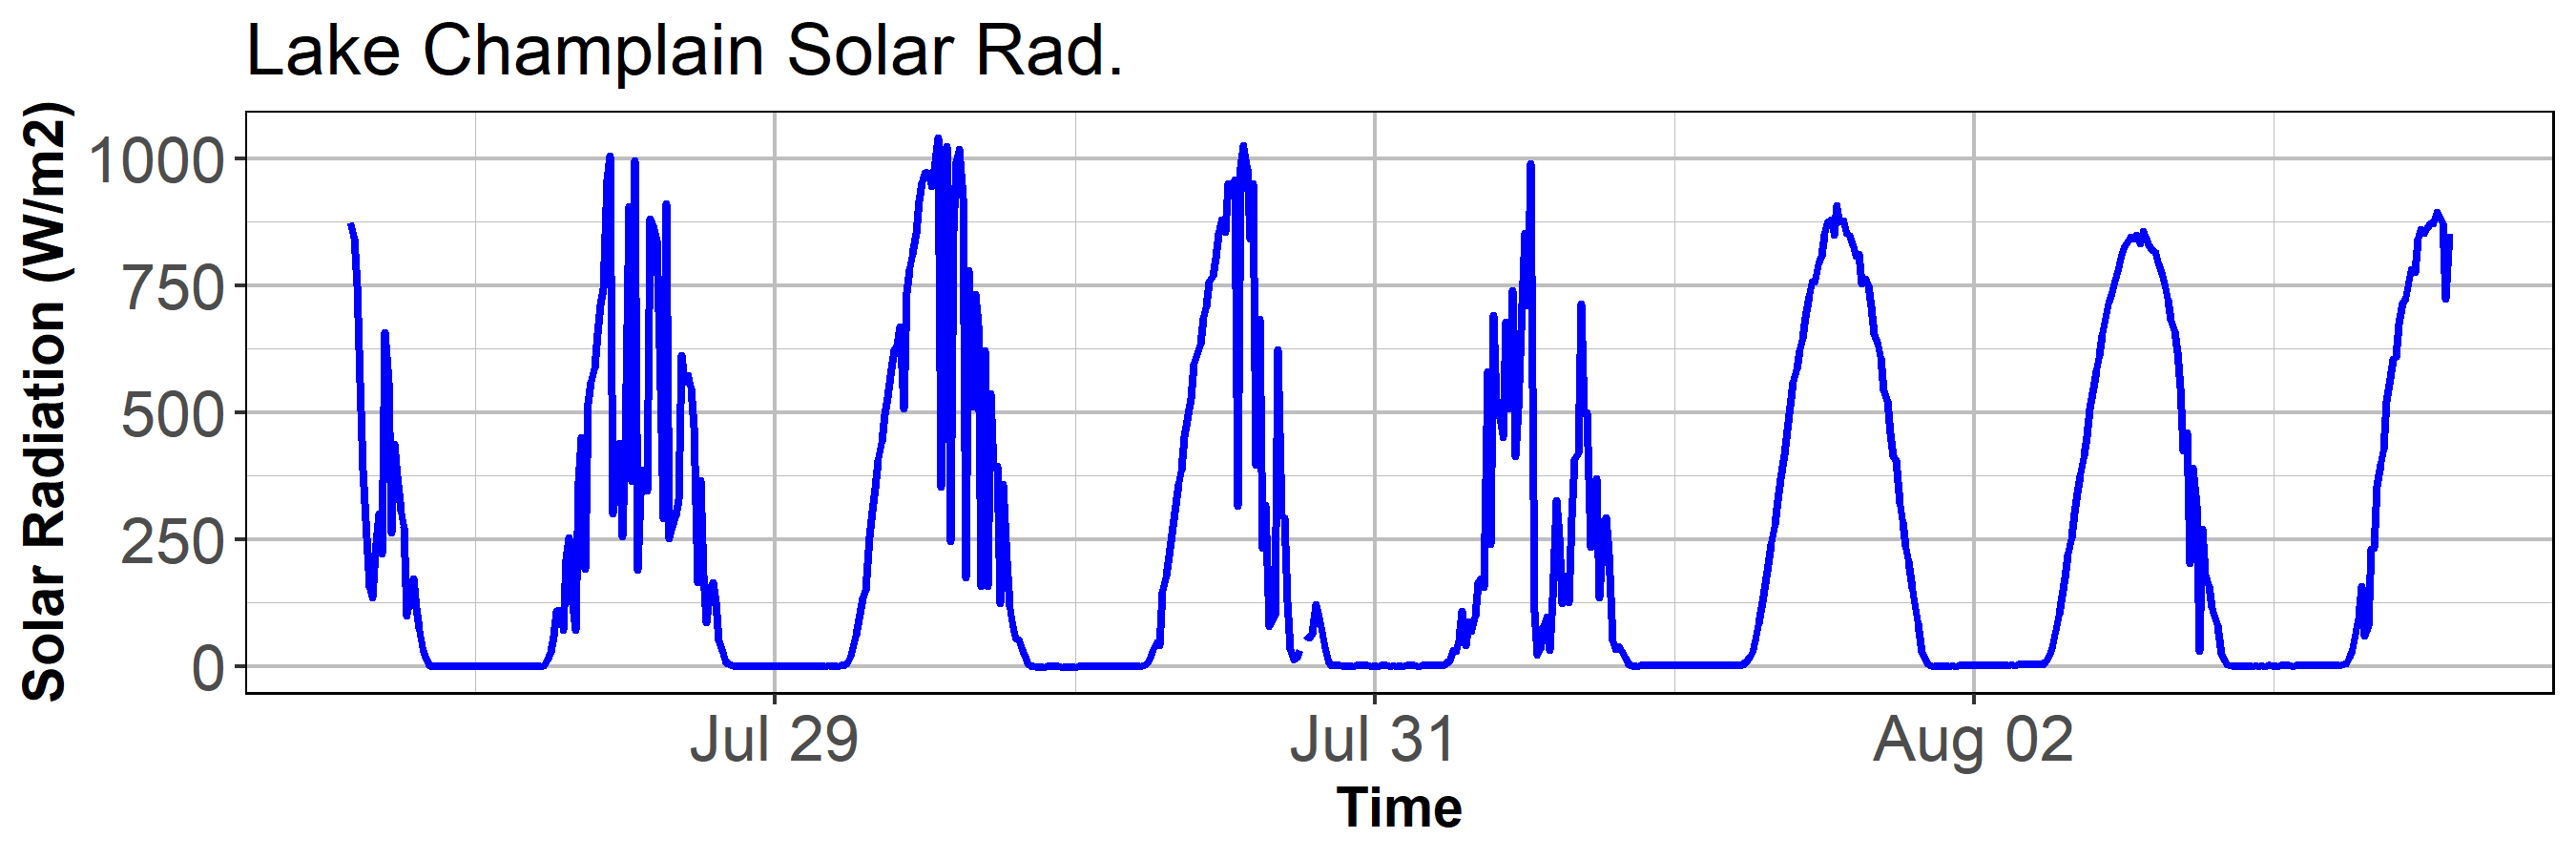 Lake Champlain Solar Rad.
Solar Radiation (W/m2)
1000
750
500
250
0
Jul 29
Jul 31
Aug 02
Time